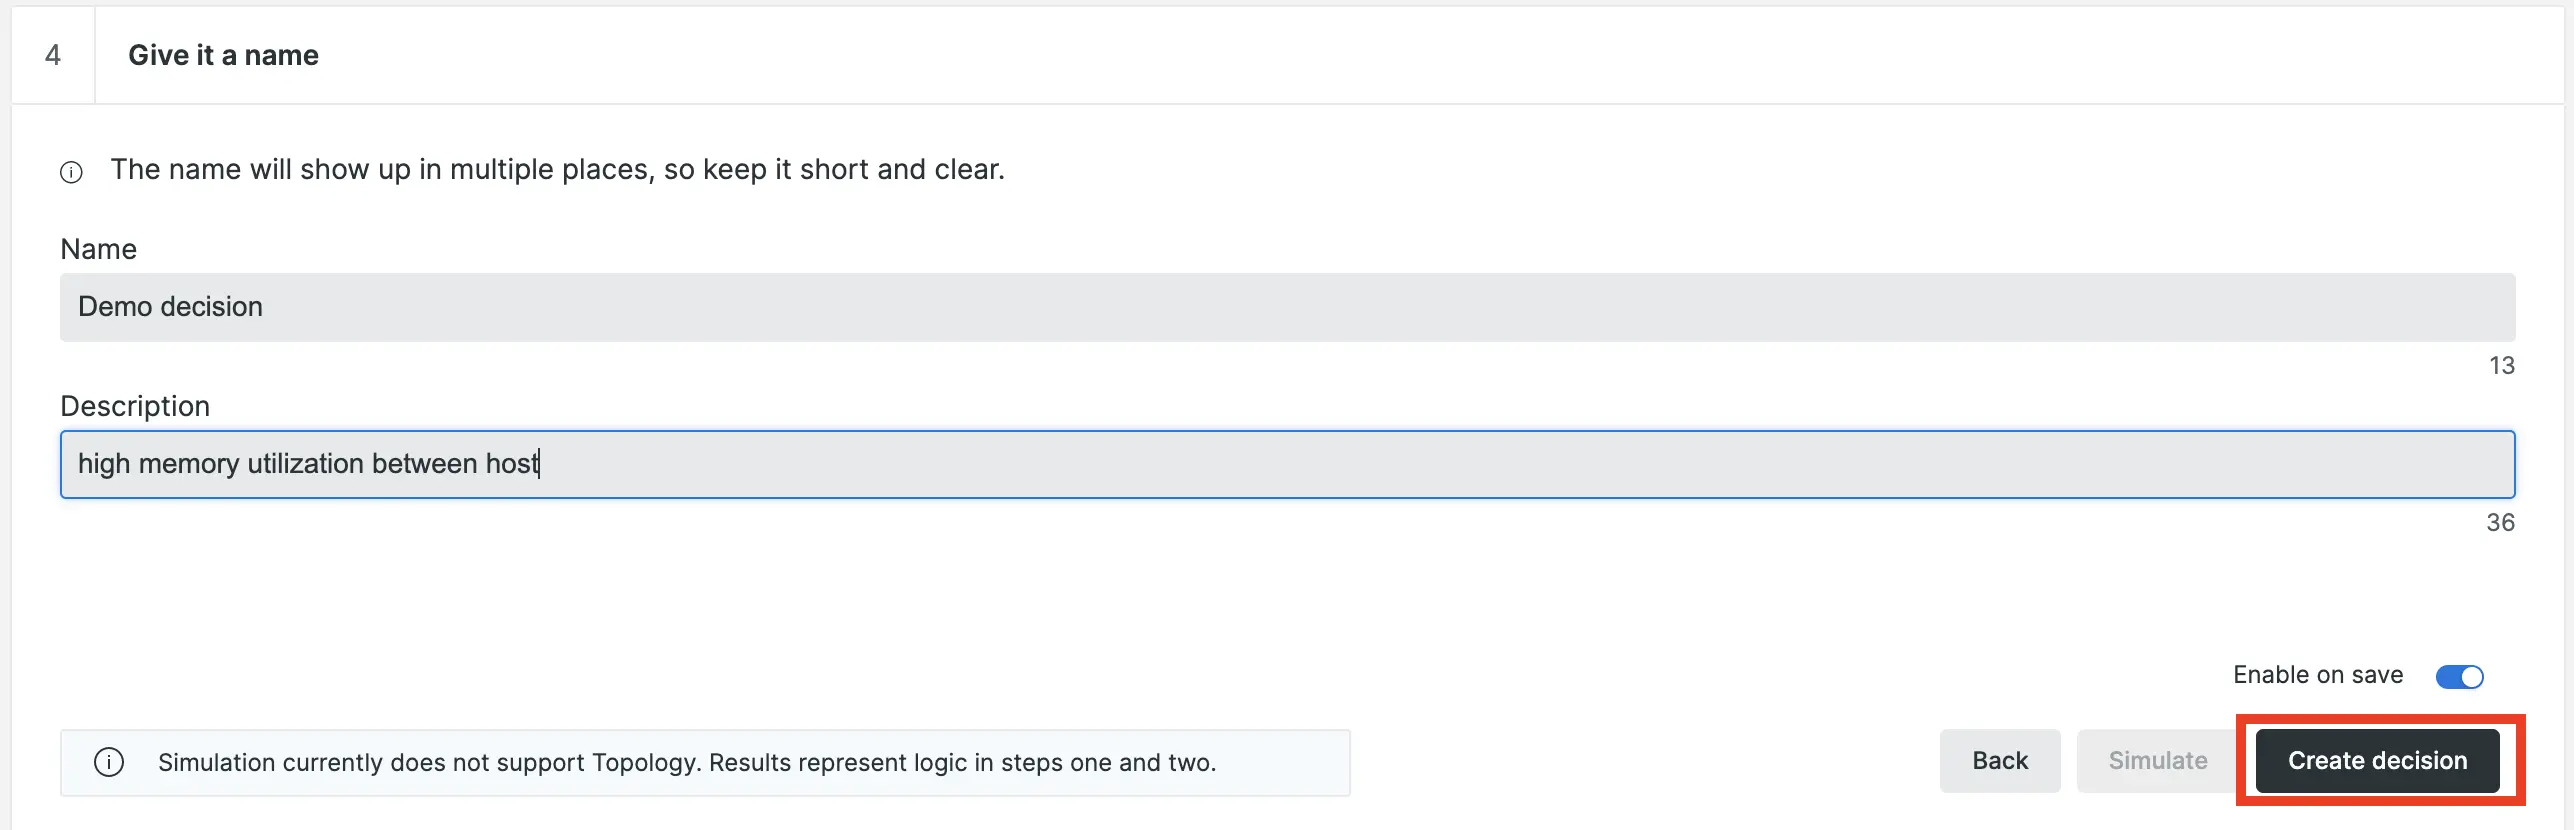 4
Give it a name
The name will show up in multiple places, so keep it short and clear.
Name
Demo decision
13
Description
high memory utilization between host
36
Enable on save
Simulation currently does not support Topology. Results represent logic in steps one and two.
Back
Simulate
Create decision